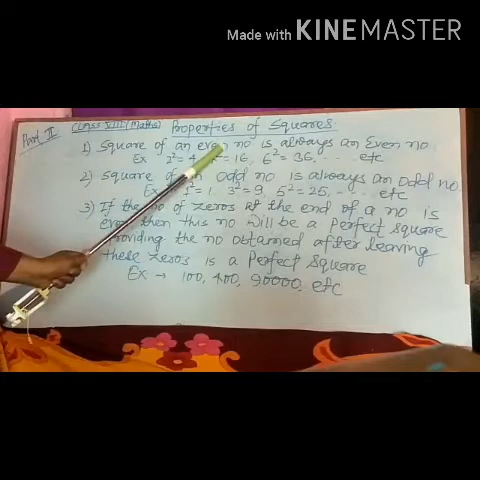 Made with KINEMASTER
Part II Class VIII (Maths) Properties of Squares
1) Square of an even no is always an Even no.
Ex 2² = 4, ² = 16, 6² = 36, .... etc
2) Square of an odd no is always an odd no.
Ex 1² = 1, 3² = 9, 5² = 25, .... etc
3) If the no of zeros at the end of a no is
even then this no will be a Perfect Square
Providing the no obtained after leaving
these zeros is a Perfect Square
Ex → 100, 400, 90000, etc